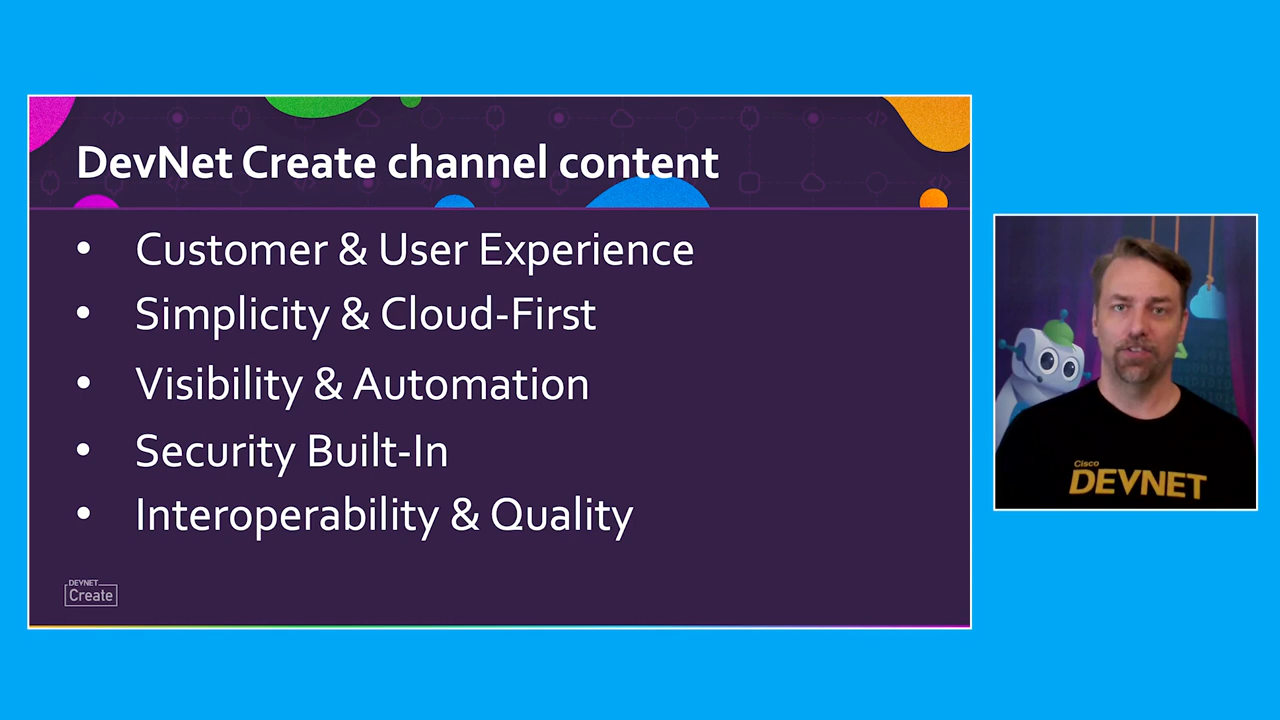 DevNet Create channel content
• Customer & User Experience
• Simplicity & Cloud-First
• Visibility & Automation
• Security Built-In
• Interoperability & Quality
DEVNET
Create
Cisco
DEVNET